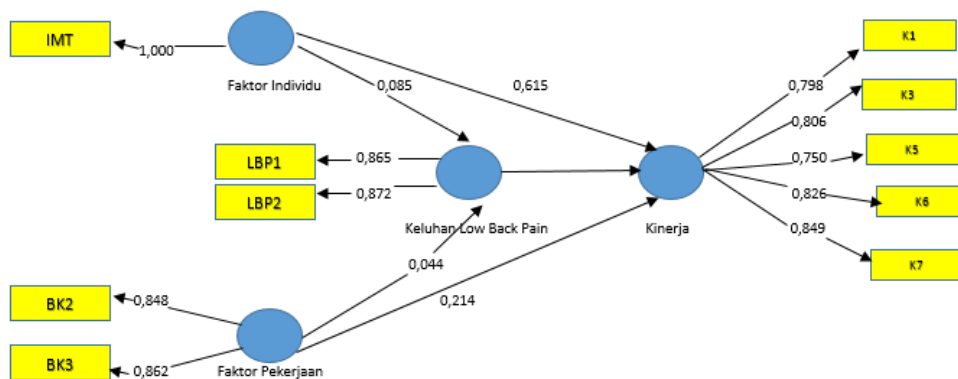 IMT
1,000
Faktor Individu
0,085
0,615
K1
0,798
K3
0,806
K5
0,750
K6
0,826
K7
0,849
LBP1
0,865
LBP2
0,872
Keluhan Low Back Pain
Kinerja
0,044
0,214
BK2
0,848
BK3
0,862
Faktor Pekerjaan